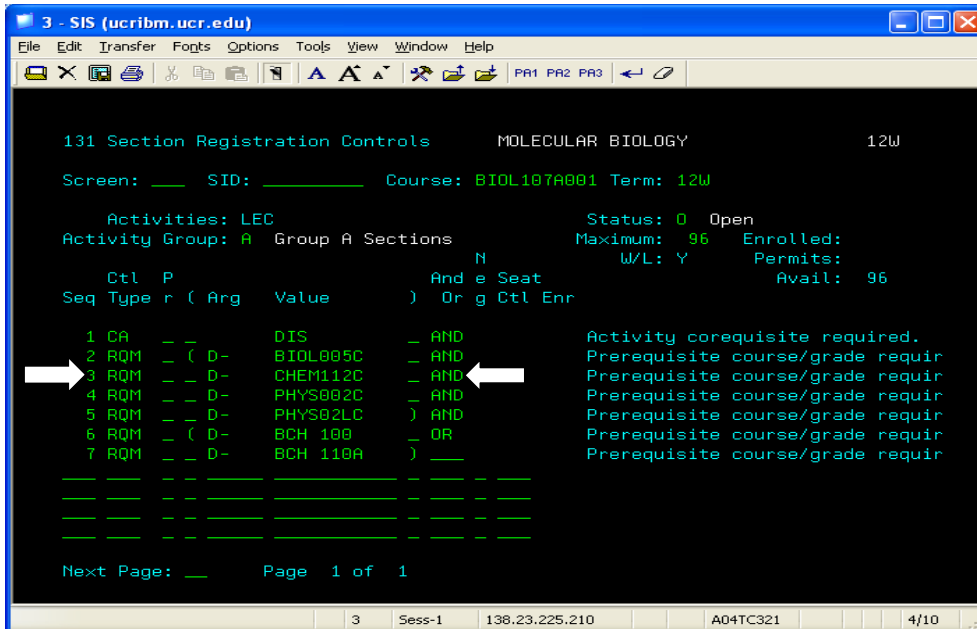 3 - SIS (ucribm.ucr.edu)
File Edit Transfer Fonts Options Tools View Window Help
PA1 PA2 PA3
131 Section Registration Controls MOLECULAR BIOLOGY 12W
Screen: ___ SID: _________ Course: BIOL107A001 Term: 12W
Activities: LEC Status: O Open
Activity Group: A Group A Sections Maximum: 96 Enrolled:
N W/L: Y Permits:
Ctl P And e Seat Avail: 96
Seq Type r ( Arg Value ) Or g Ctl Enr
1 CA _ _ DIS _ AND Activity corequisite required.
2 RQM _ ( D- BIOL005C _ AND Prerequisite course/grade requir
3 RQM _ _ D- CHEM112C _ AND Prerequisite course/grade requir
4 RQM _ _ D- PHYS002C _ AND Prerequisite course/grade requir
5 RQM _ _ D- PHYS02LC ) AND Prerequisite course/grade requir
6 RQM _ ( D- BCH 100 _ OR Prerequisite course/grade requir
7 RQM _ _ D- BCH 110A ) ___ Prerequisite course/grade requir
Next Page: __ Page 1 of 1
3 Sess-1 138.23.225.210 A04TC321 4/10